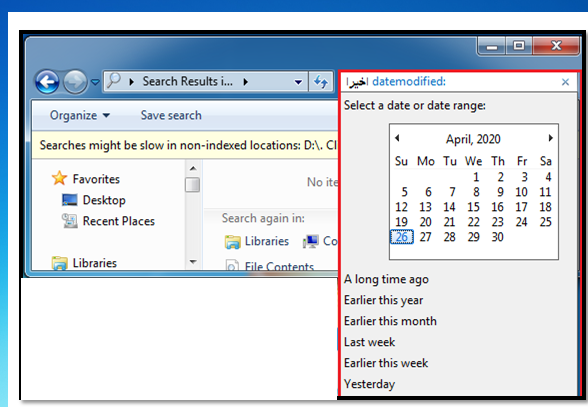 Search Results i...
اخيرا datemodified:
Organize
Save search
Select a date or date range:
Searches might be slow in non-indexed locations: D:\. Cl
April, 2020
Su Mo Tu We Th Fr Sa
1 2 3 4
5 6 7 8 9 10 11
12 13 14 15 16 17 18
19 20 21 22 23 24 25
26 27 28 29 30
Favorites
Desktop
Recent Places
Libraries
No ite
Search again in:
Libraries Co
File Contents
A long time ago
Earlier this year
Earlier this month
Last week
Earlier this week
Yesterday